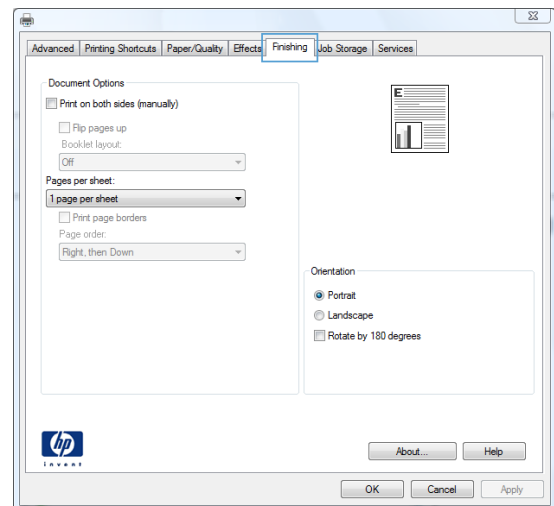 Advanced Printing Shortcuts Paper/Quality Effects Finishing Job Storage Services
Document Options
Print on both sides (manually)
Flip pages up
Booklet layout:
Off
Pages per sheet:
1 page per sheet
Print page borders
Page order:
Right, then Down
E
Orientation
Portrait
Landscape
Rotate by 180 degrees
hp
invent
About... Help
OK Cancel Apply